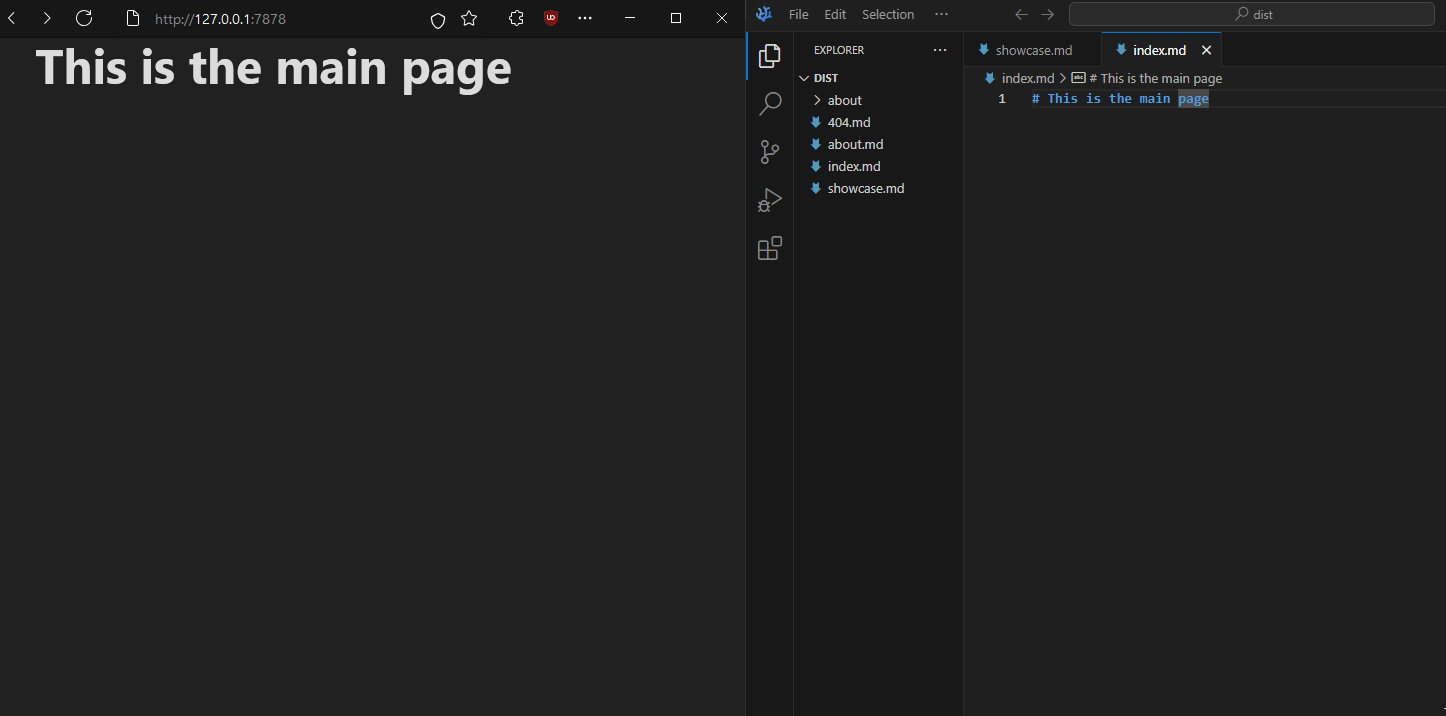 http://127.0.0.1:7878
This is the main page
File Edit Selection
dist
EXPLORER
DIST
about
404.md
about.md
index.md
showcase.md
showcase.md
index.md
index.md > # This is the main page
1 # This is the main page